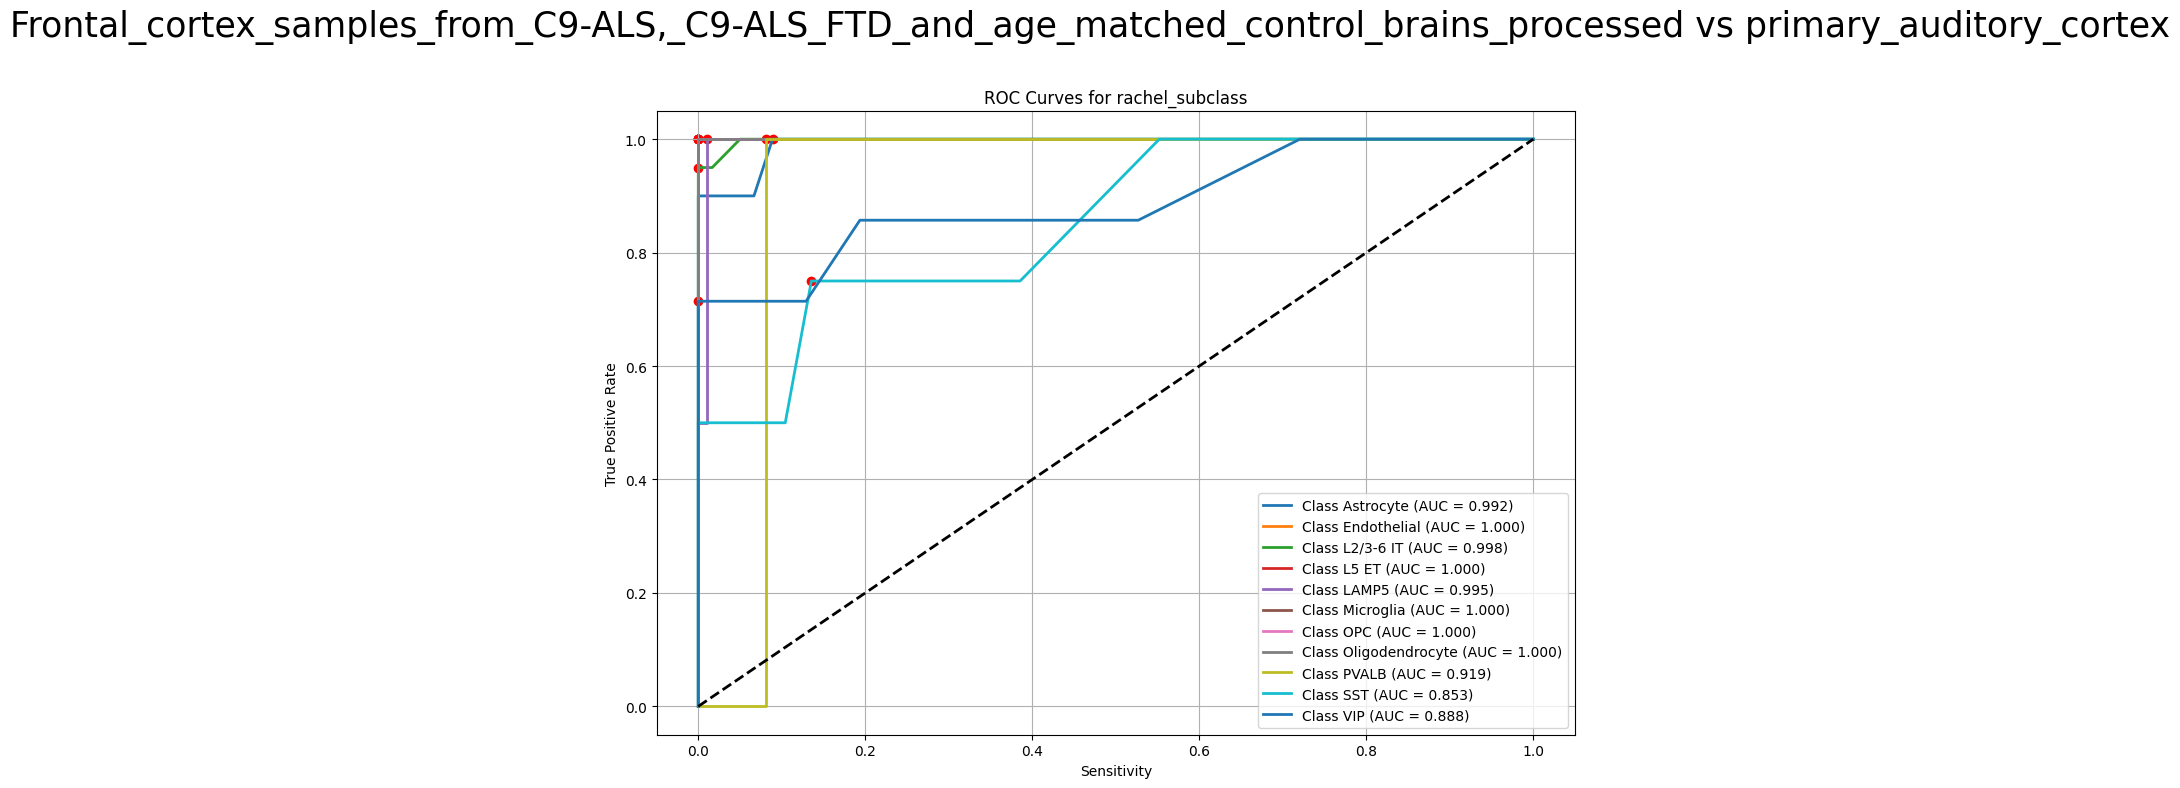 Frontal_cortex_samples_from_C9-ALS,_C9-ALS_FTD_and_age_matched_control_brains_processed vs primary_auditory_cortex
ROC Curves for rachel_subclass
True Positive Rate
1.0
0.8
0.6
0.4
0.2
0.0
Class Astrocyte (AUC = 0.992)
Class Endothelial (AUC = 1.000)
Class L2/3-6 IT (AUC = 0.998)
Class L5 ET (AUC = 1.000)
Class LAMP5 (AUC = 0.995)
Class Microglia (AUC = 1.000)
Class OPC (AUC = 1.000)
Class Oligodendrocyte (AUC = 1.000)
Class PVALB (AUC = 0.919)
Class SST (AUC = 0.853)
Class VIP (AUC = 0.888)
0.0 0.2 0.4 0.6 0.8 1.0
Sensitivity